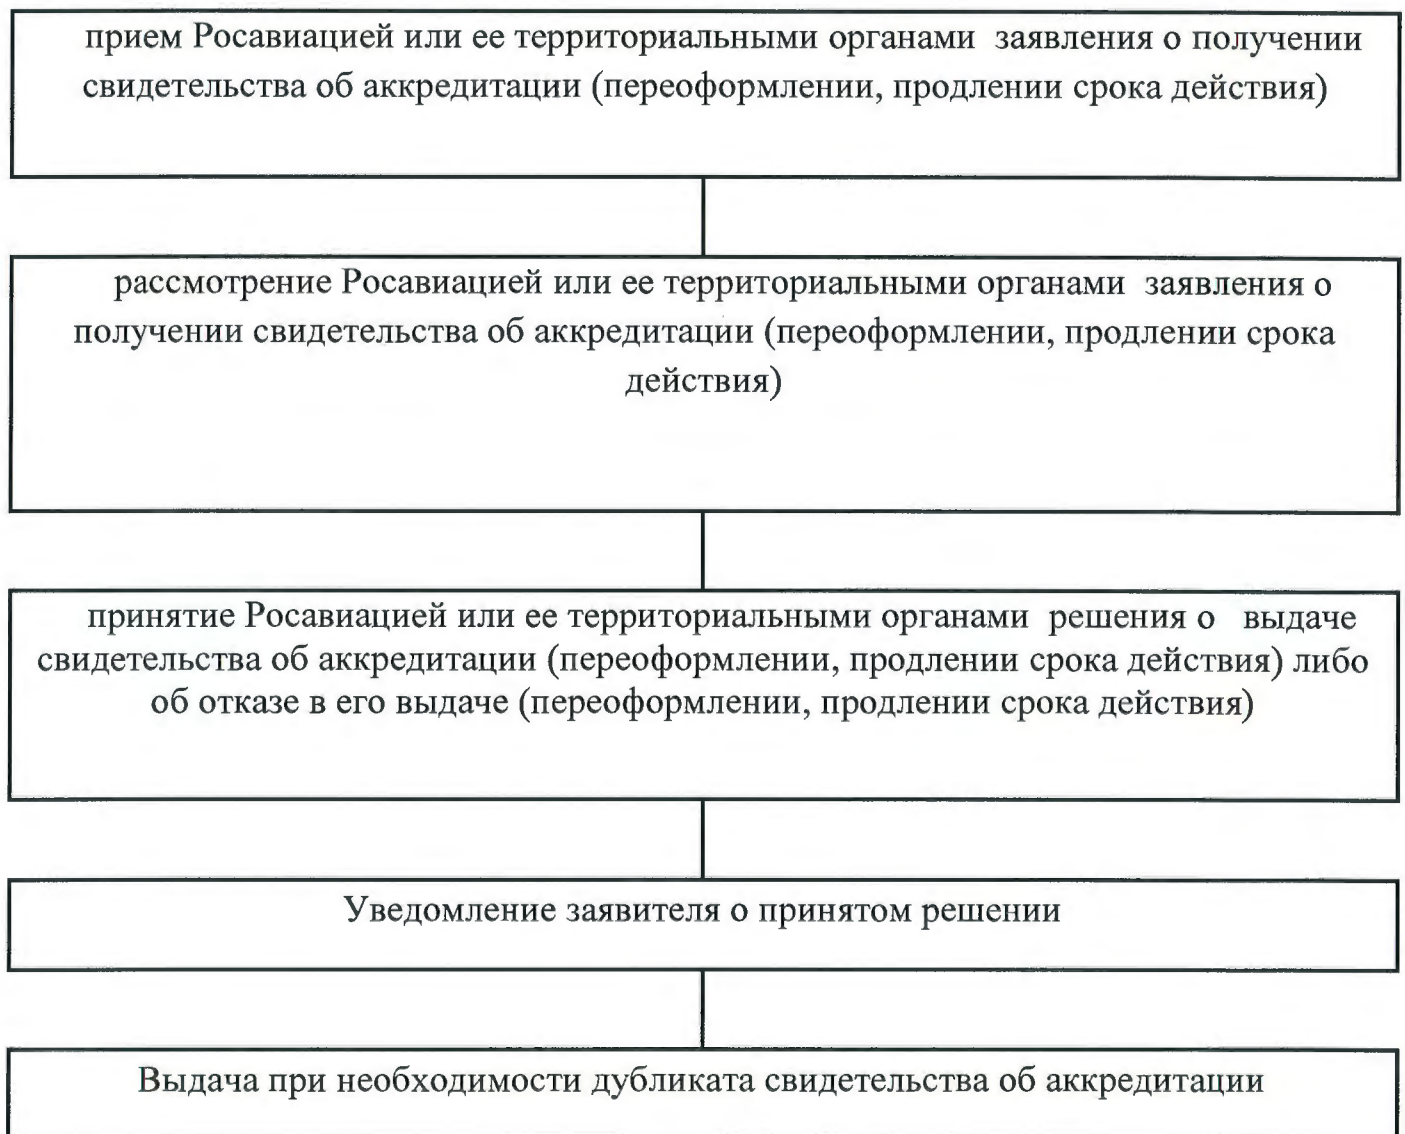 прием Росавиацией или ее территориальными органами заявления о получении
свидетельства об аккредитации (переоформлении, продлении срока действия)
рассмотрение Росавиацией или ее территориальными органами заявления о
получении свидетельства об аккредитации (переоформлении, продлении срока
действия)
принятие Росавиацией или ее территориальными органами решения о выдаче
свидетельства об аккредитации (переоформлении, продлении срока действия) либо
об отказе в его выдаче (переоформлении, продлении срока действия)
Уведомление заявителя о принятом решении
Выдача при необходимости дубликата свидетельства об аккредитации